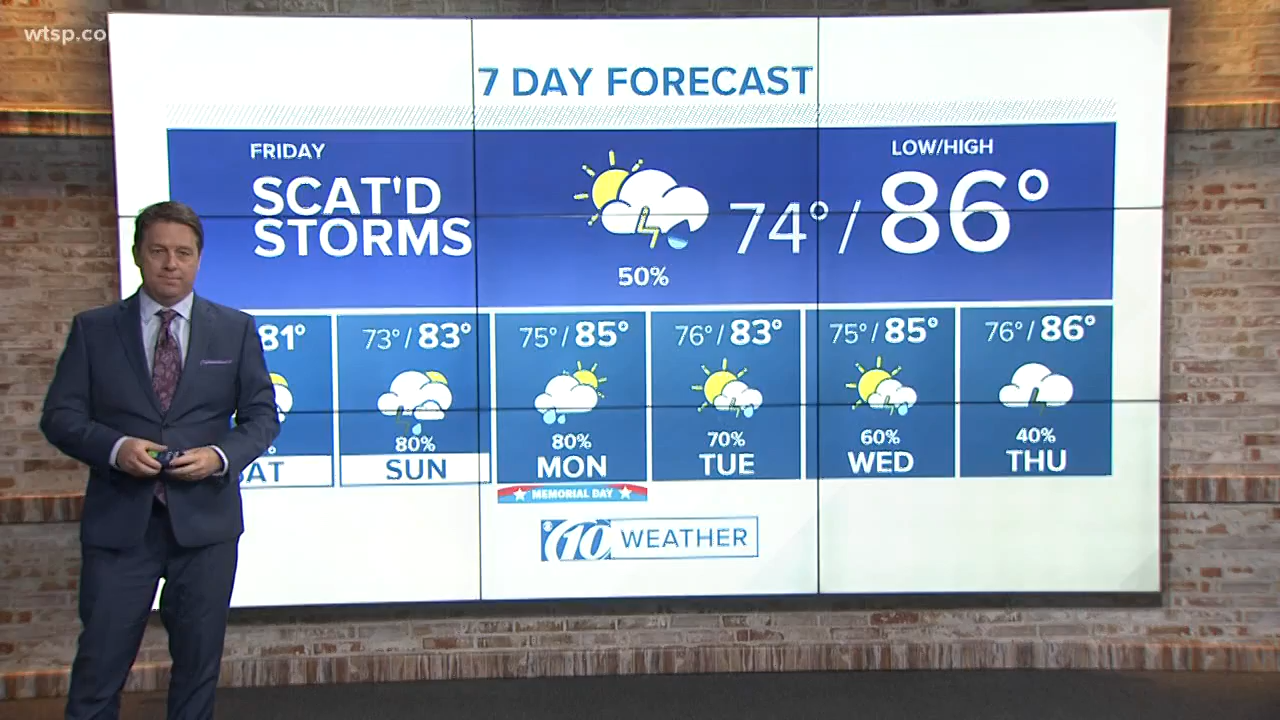 wtsp.co
7 DAY FORECAST
FRIDAY
SCAT'D
STORMS
50%
LOW/HIGH
74°/86°
81°
73°/83°
75°/85°
76°/83°
75°/85°
76°/86°
80%
80%
70%
60%
40%
SAT
SUN
MON
TUE
WED
THU
MEMORIAL DAY
10 WEATHER